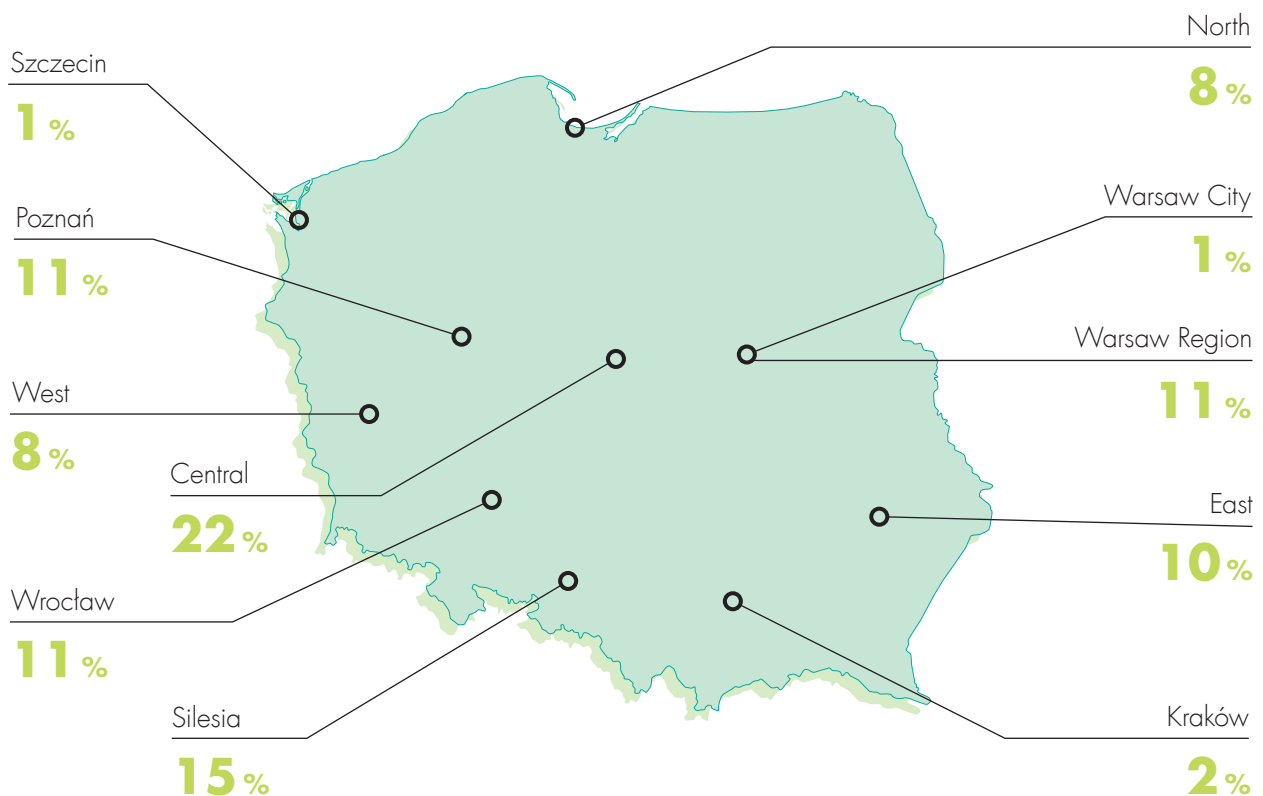 North
8 %
Szczecin
1 %
Warsaw City
1 %
Poznań
11 %
Warsaw Region
11 %
West
8 %
Central
22 %
East
10 %
Wrocław
11 %
Silesia
15 %
Kraków
2 %